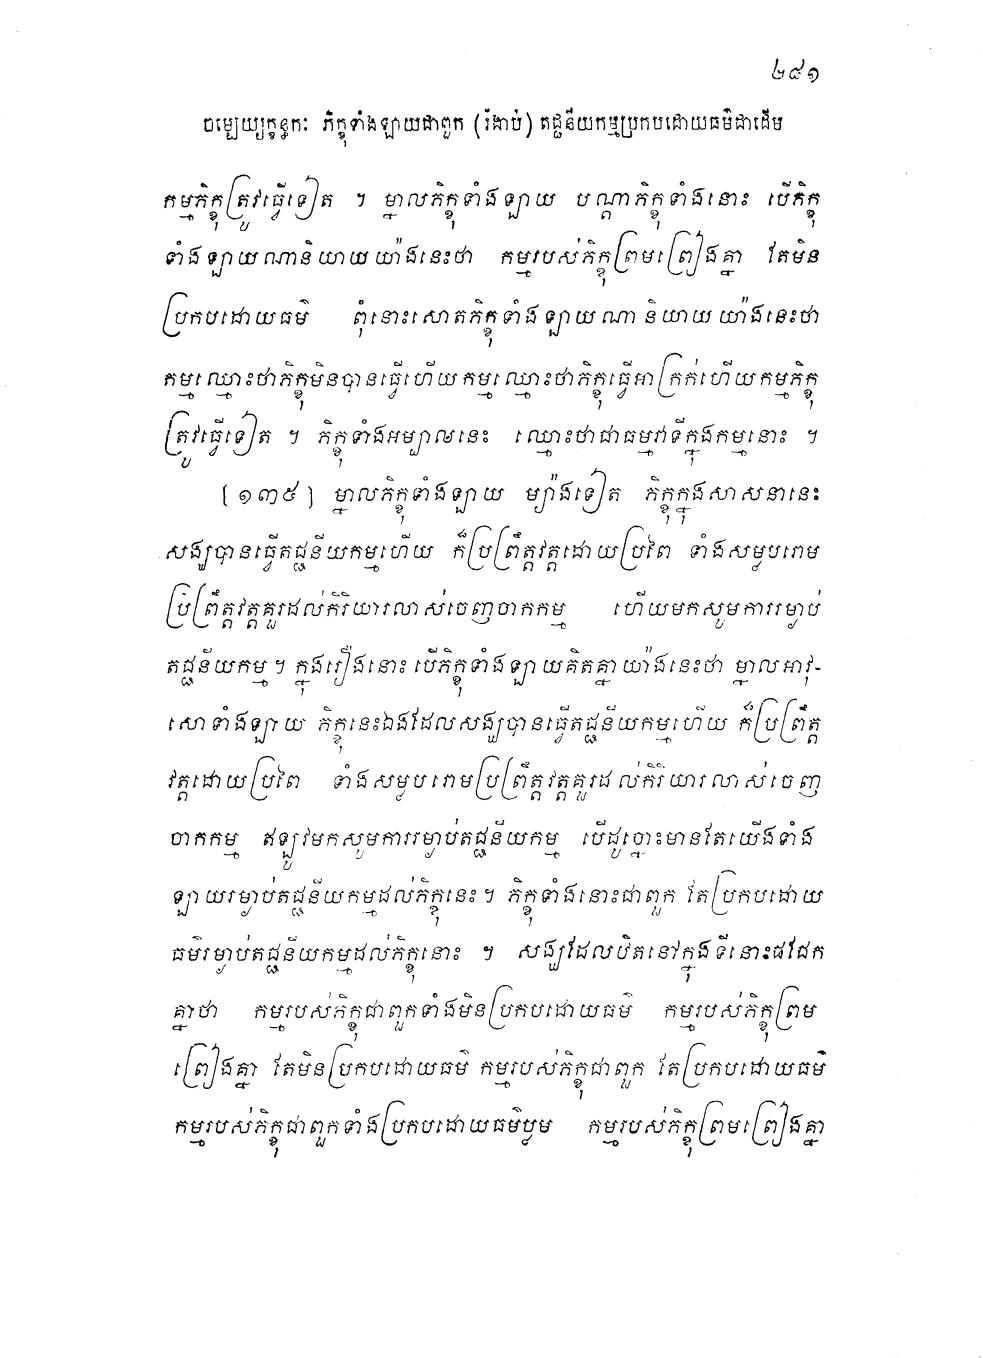 ២៨១
ចម្បេយ្យក្ខន្ធកៈ ភិក្ខុទាំងឡាយជាពួក (រំងាប់) តជ្ជនីយកម្មប្រកបដោយធម៌ជាដើម
កម្មភិក្ខុត្រូវធ្វើទៀត ។ ម្នាលភិក្ខុទាំងឡាយ បណ្តាភិក្ខុទាំងនោះ បើភិក្ខុ
ទាំងឡាយណានិយាយយ៉ាងនេះថា កម្មរបស់ភិក្ខុព្រមព្រៀងគ្នា តែមិន
ប្រកបដោយធម៌ ពុំនោះសោតភិក្ខុទាំងឡាយណា និយាយយ៉ាងនេះថា
កម្មឈ្មោះថាភិក្ខុមិនបានធ្វើហើយកម្មឈ្មោះថាភិក្ខុធ្វើអាក្រក់ហើយកម្មភិក្ខុ
ត្រូវធ្វើទៀត ។ ភិក្ខុទាំងអម្បាលនេះ ឈ្មោះថាជាធម្មវាទីក្នុងកម្មនោះ ។
[១៣៥] ម្នាលភិក្ខុទាំងឡាយ ម្យ៉ាងទៀត ភិក្ខុក្នុងសាសនានេះ
សង្ឃបានធ្វើតជ្ជនីយកម្មហើយ ក៏ប្រព្រឹត្តវត្តដោយប្រពៃ ទាំងសម្ងបរោម
ប្រព្រឹត្តវត្តគួរដល់កិរិយារលាស់ចេញចាកកម្ម ហើយមកសូមការរម្ងាប់
តជ្ជនីយកម្ម ។ ក្នុងរឿងនោះ បើភិក្ខុទាំងឡាយគិតគ្នាយ៉ាងនេះថា ម្នាលអាវុ-
សោទាំងឡាយ ភិក្ខុនេះឯងដែលសង្ឃបានធ្វើតជ្ជនីយកម្មហើយ ក៏ប្រព្រឹត្ត
វត្តដោយប្រពៃ ទាំងសម្ងបរោមប្រព្រឹត្តវត្តគួរដល់កិរិយារលាស់ចេញ
ចាកកម្ម ឥឡូវមកសូមការរម្ងាប់តជ្ជនីយកម្ម បើដូច្នោះមានតែយើងទាំង
ឡាយរម្ងាប់តជ្ជនីយកម្មដល់ភិក្ខុនេះ ។ ភិក្ខុទាំងនោះជាពួក តែប្រកបដោយ
ធម៌រម្ងាប់តជ្ជនីយកម្មដល់ភិក្ខុនោះ ។ សង្ឃដែលឋិតនៅក្នុងទីនោះផដែក
គ្នាថា កម្មរបស់ភិក្ខុជាពួកទាំងមិនប្រកបដោយធម៌ កម្មរបស់ភិក្ខុព្រម
ព្រៀងគ្នា តែមិនប្រកបដោយធម៌ កម្មរបស់ភិក្ខុជាពួក តែប្រកបដោយធម៌
កម្មរបស់ភិក្ខុជាពួកទាំងប្រកបដោយធម៌ប្លម កម្មរបស់ភិក្ខុព្រមព្រៀងគ្នា